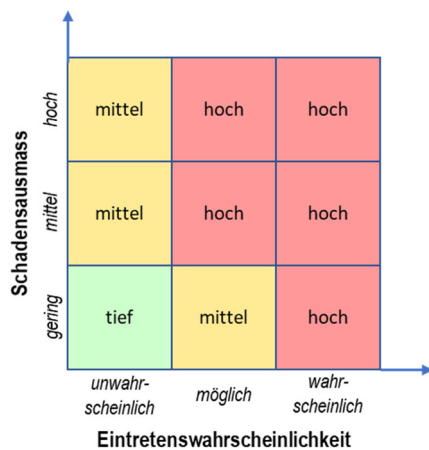 Schadensausmass
hoch
mittel
hoch
hoch
mittel
mittel
hoch
hoch
gering
tief
mittel
hoch
unwahr-
scheinlich
möglich
wahr-
scheinlich
Eintretenswahrscheinlichkeit